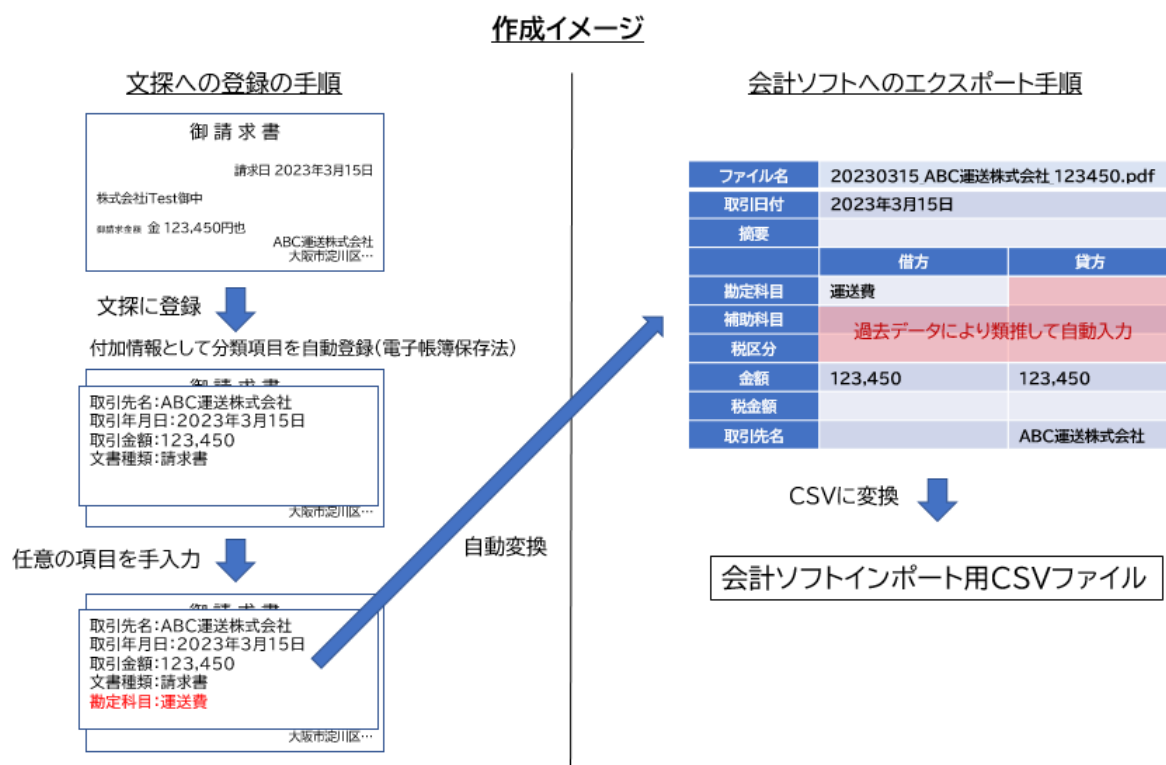 作成イメージ
文探への登録の手順
御 請 求 書
請求日 2023年3月15日
株式会社iTest御中
御請求金額 金 123,450円也
ABC運送株式会社
大阪市淀川区…
文探に登録
付加情報として分類項目を自動登録(電子帳簿保存法)
御 請 求 書
取引先名:ABC運送株式会社
取引年月日:2023年3月15日
取引金額:123,450
文書種類:請求書
大阪市淀川区…
任意の項目を手入力
御 請 求 書
取引先名:ABC運送株式会社
取引年月日:2023年3月15日
取引金額:123,450
文書種類:請求書
勘定科目:運送費
大阪市淀川区…
自動変換
会計ソフトへのエクスポート手順
ファイル名 20230315_ABC運送株式会社_123450.pdf
取引日付 2023年3月15日
摘要
借方 貸方
勘定科目 運送費
補助科目
過去データにより類推して自動入力
税区分
金額 123,450 123,450
税金額
取引先名 ABC運送株式会社
CSVに変換
会計ソフトインポート用CSVファイル